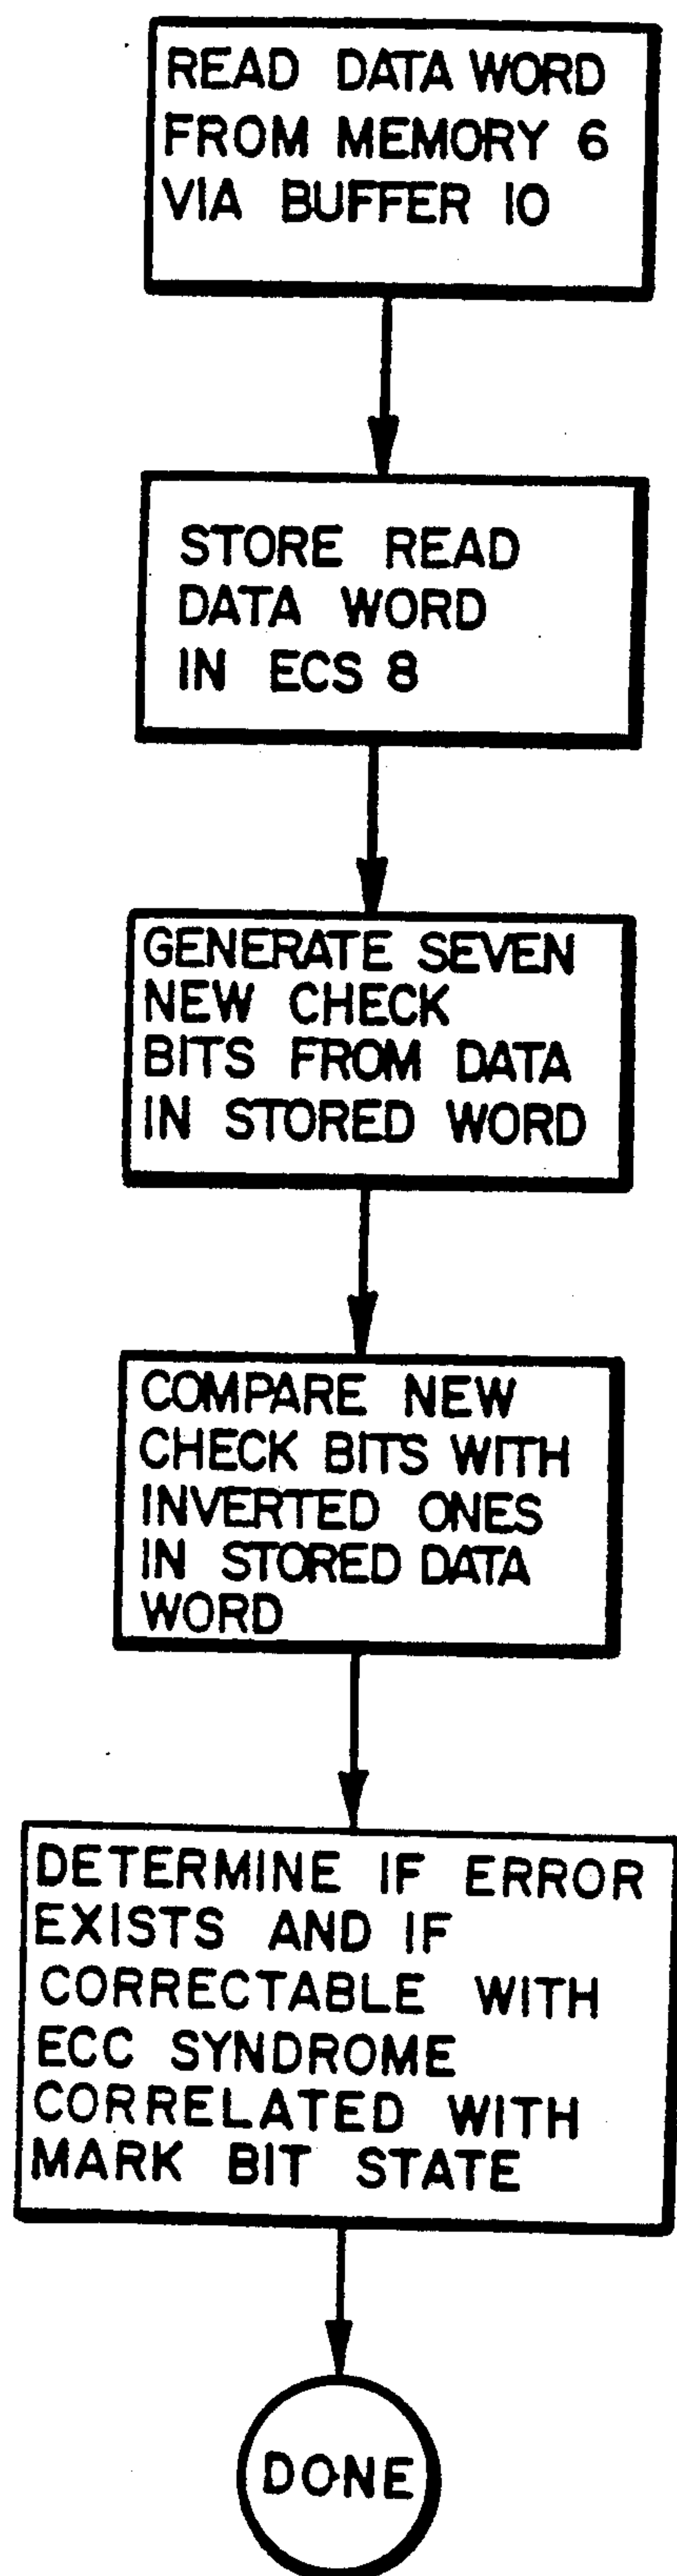 READ DATA WORD
FROM MEMORY 6
VIA BUFFER 10
STORE READ
DATA WORD
IN ECS 8
GENERATE SEVEN
NEW CHECK
BITS FROM DATA
IN STORED WORD
COMPARE NEW
CHECK BITS WITH
INVERTED ONES
IN STORED DATA
WORD
DETERMINE IF ERROR
EXISTS AND IF
CORRECTABLE WITH
ECC SYNDROME
CORRELATED WITH
MARK BIT STATE
DONE